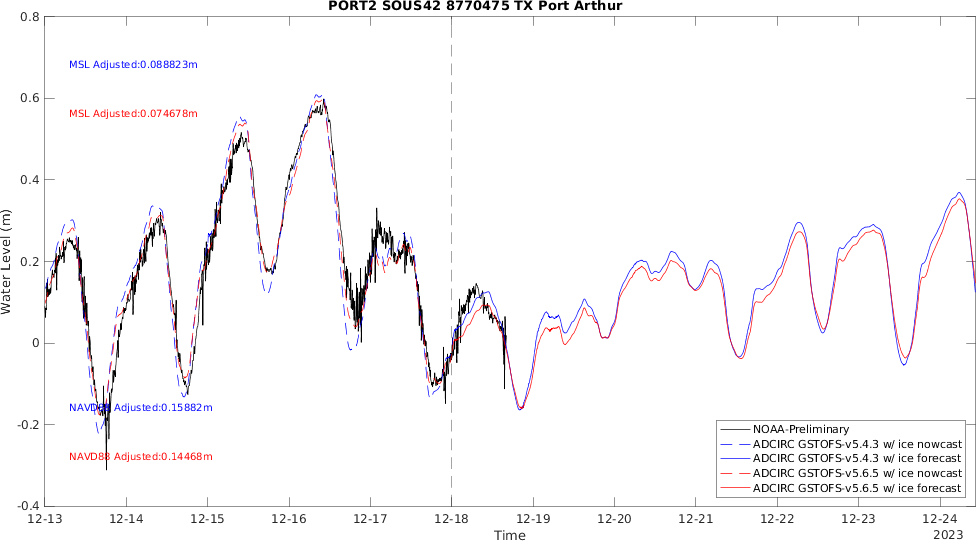 PORT2 SOUS42 8770475 TX Port Arthur
0.8
0.6
0.4
0.2
0
-0.2
-0.4
Water Level (m)
MSL Adjusted:0.088823m
MSL Adjusted:0.074678m
NAVD88 Adjusted:0.15882m
NAVD88 Adjusted:0.14468m
NOAA-Preliminary
ADCIRC GSTOFS-v5.4.3 w/ ice nowcast
ADCIRC GSTOFS-v5.4.3 w/ ice forecast
ADCIRC GSTOFS-v5.6.5 w/ ice nowcast
ADCIRC GSTOFS-v5.6.5 w/ ice forecast
12-13 12-14 12-15 12-16 12-17 12-18 12-19 12-20 12-21 12-22 12-23 12-24
Time
2023